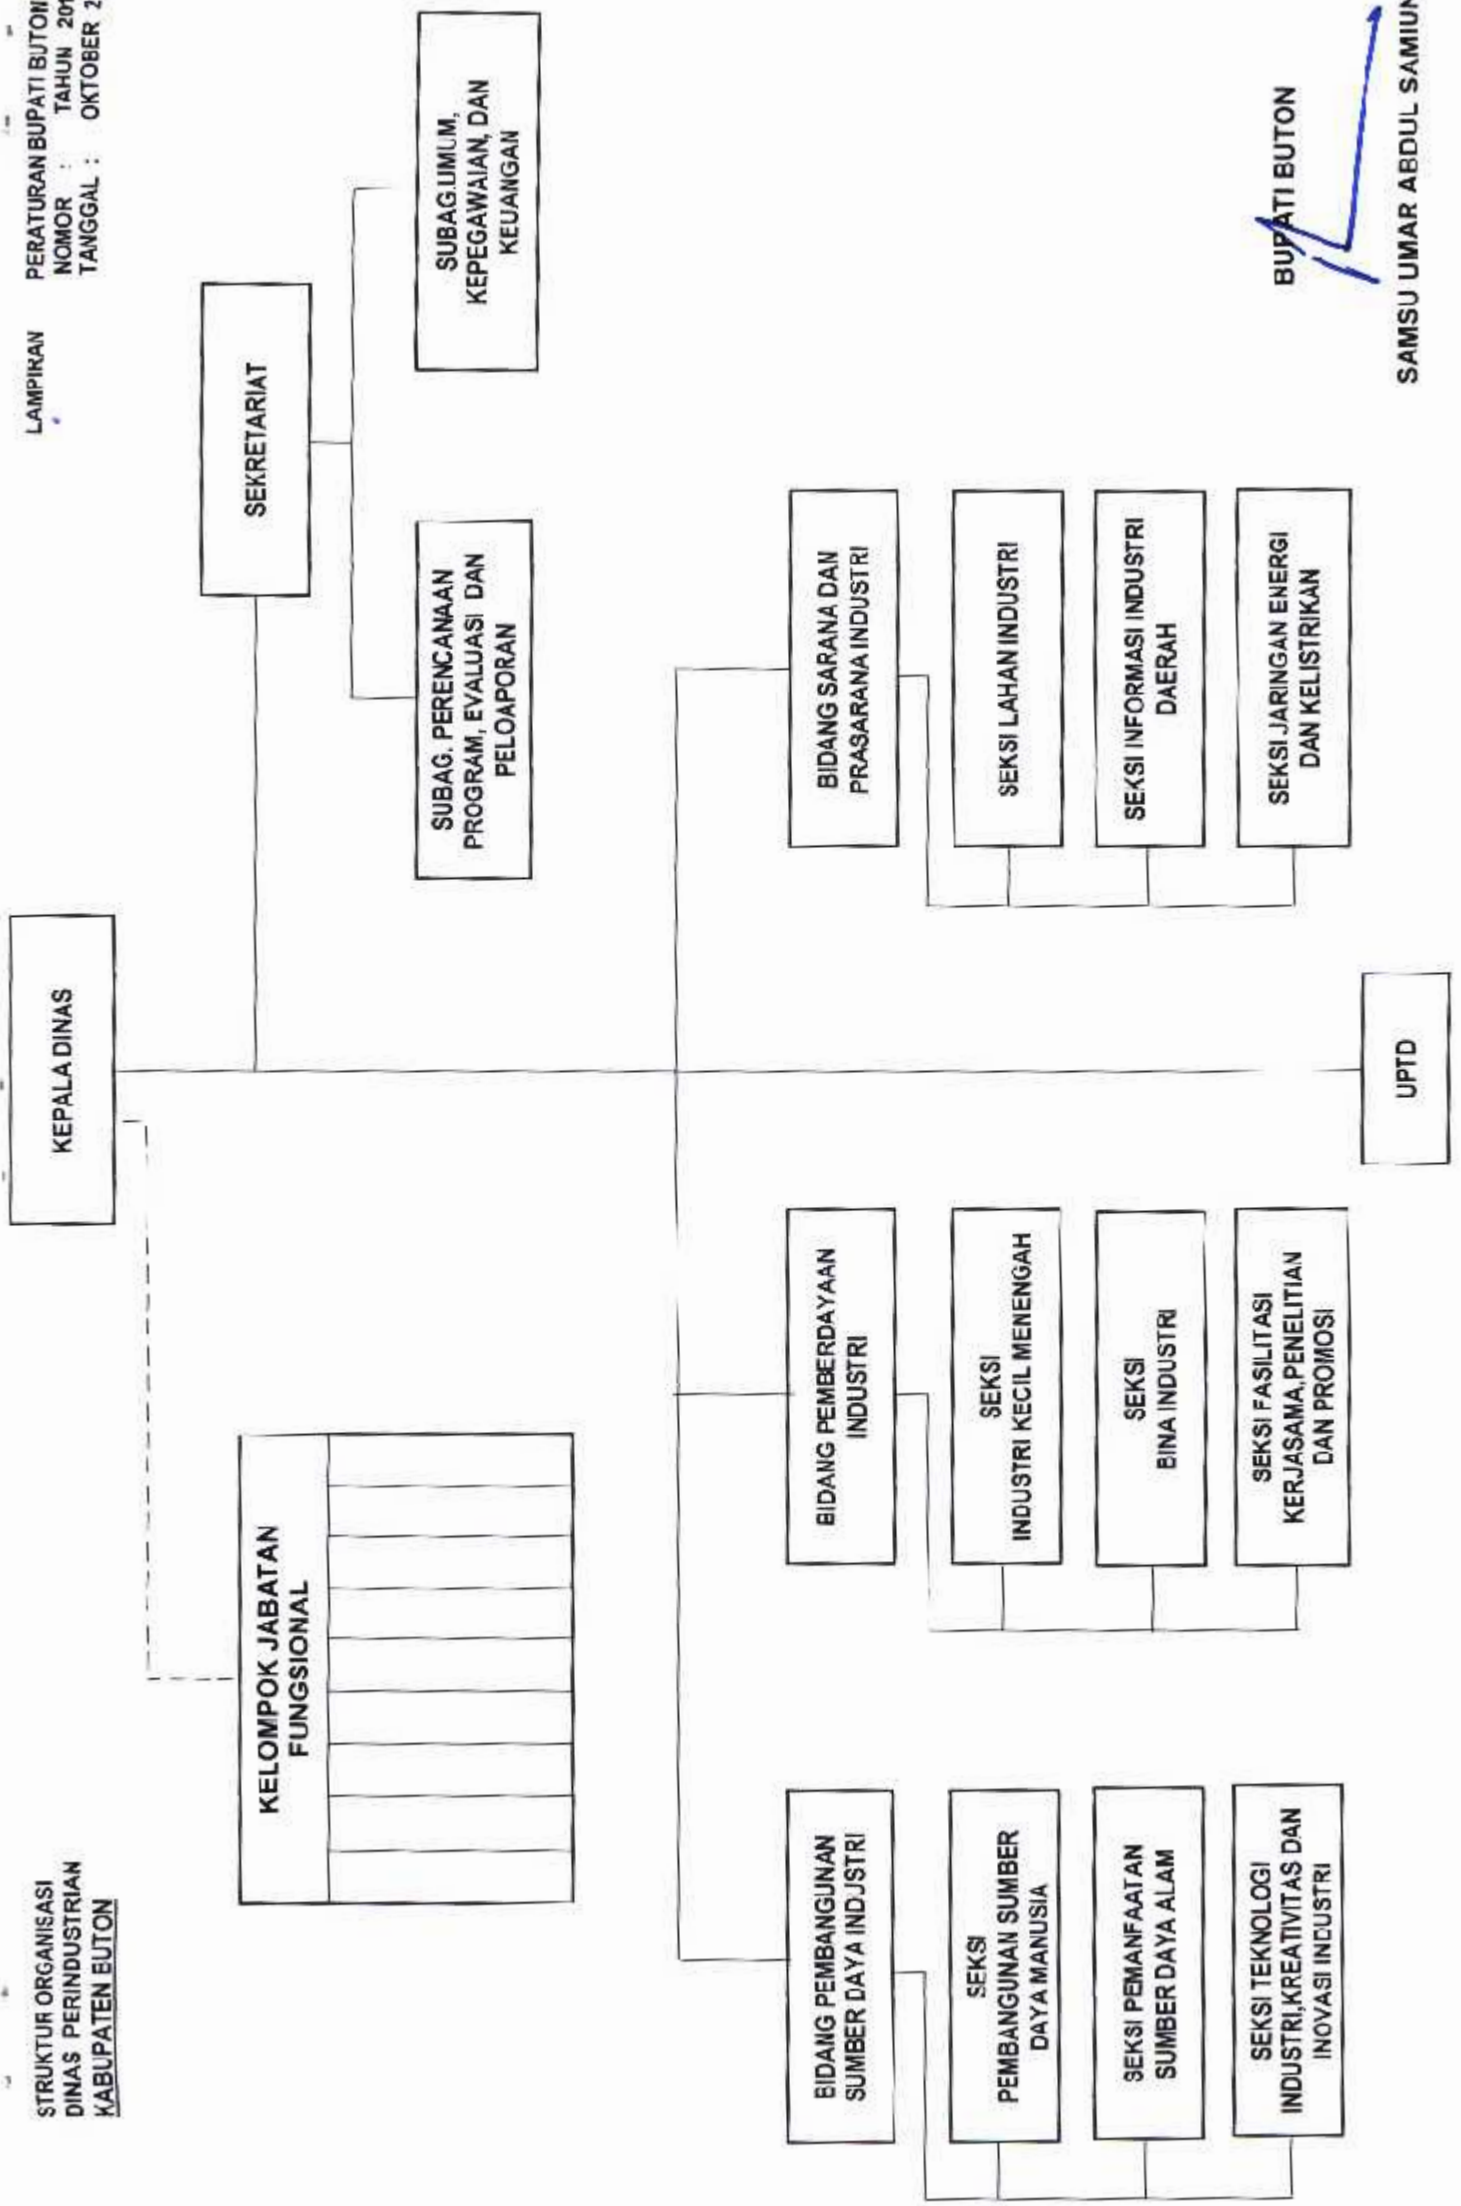 STRUKTUR ORGANISASI
DINAS PERINDUSTRIAN
KABUPATEN BUTON
LAMPIRAN PERATURAN BUPATI BUTON
NOMOR : TAHUN 201
TANGGAL : OKTOBER 2
KEPALA DINAS
SEKRETARIAT
KELOMPOK JABATAN
FUNGSIONAL
SUBAG. PERENCANAAN
PROGRAM, EVALUASI DAN
PELOAPORAN
SUBAG.UMUM,
KEPEGAWAIAN, DAN
KEUANGAN
BIDANG PEMBANGUNAN
SUMBER DAYA INDUSTRI
SEKSI
PEMBANGUNAN SUMBER
DAYA MANUSIA
SEKSI PEMANFAATAN
SUMBER DAYA ALAM
SEKSI TEKNOLOGI
INDUSTRI,KREATIVITAS DAN
INOVASI INDUSTRI
BIDANG PEMBERDAYAAN
INDUSTRI
SEKSI
INDUSTRI KECIL MENENGAH
SEKSI
BINA INDUSTRI
SEKSI FASILITASI
KERJASAMA,PENELITIAN
DAN PROMOSI
BIDANG SARANA DAN
PRASARANA INDUSTRI
SEKSI LAHAN INDUSTRI
SEKSI INFORMASI INDUSTRI
DAERAH
SEKSI JARINGAN ENERGI
DAN KELISTRIKAN
UPTD
BUPATI BUTON
SAMSU UMAR ABDUL SAMIUN